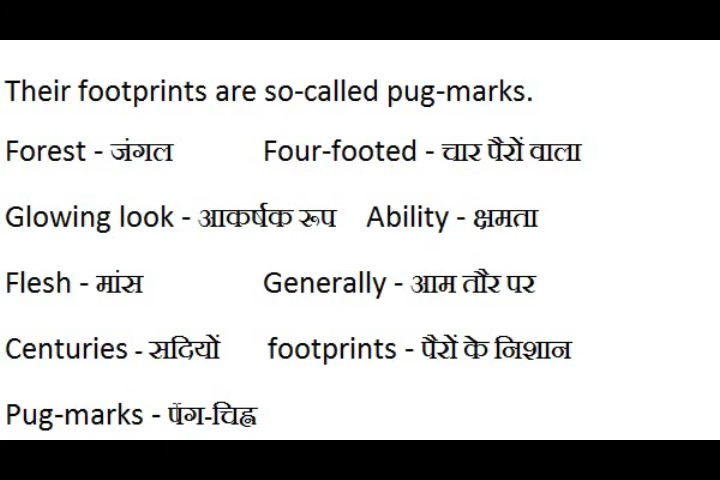 Their footprints are so-called pug-marks.
Forest - जंगल Four-footed - चार पैरों वाला
Glowing look - आकर्षक रूप Ability - क्षमता
Flesh - मांस Generally - आम तौर पर
Centuries - सदियों footprints - पैरों के निशान
Pug-marks - पेंग-चिह्न